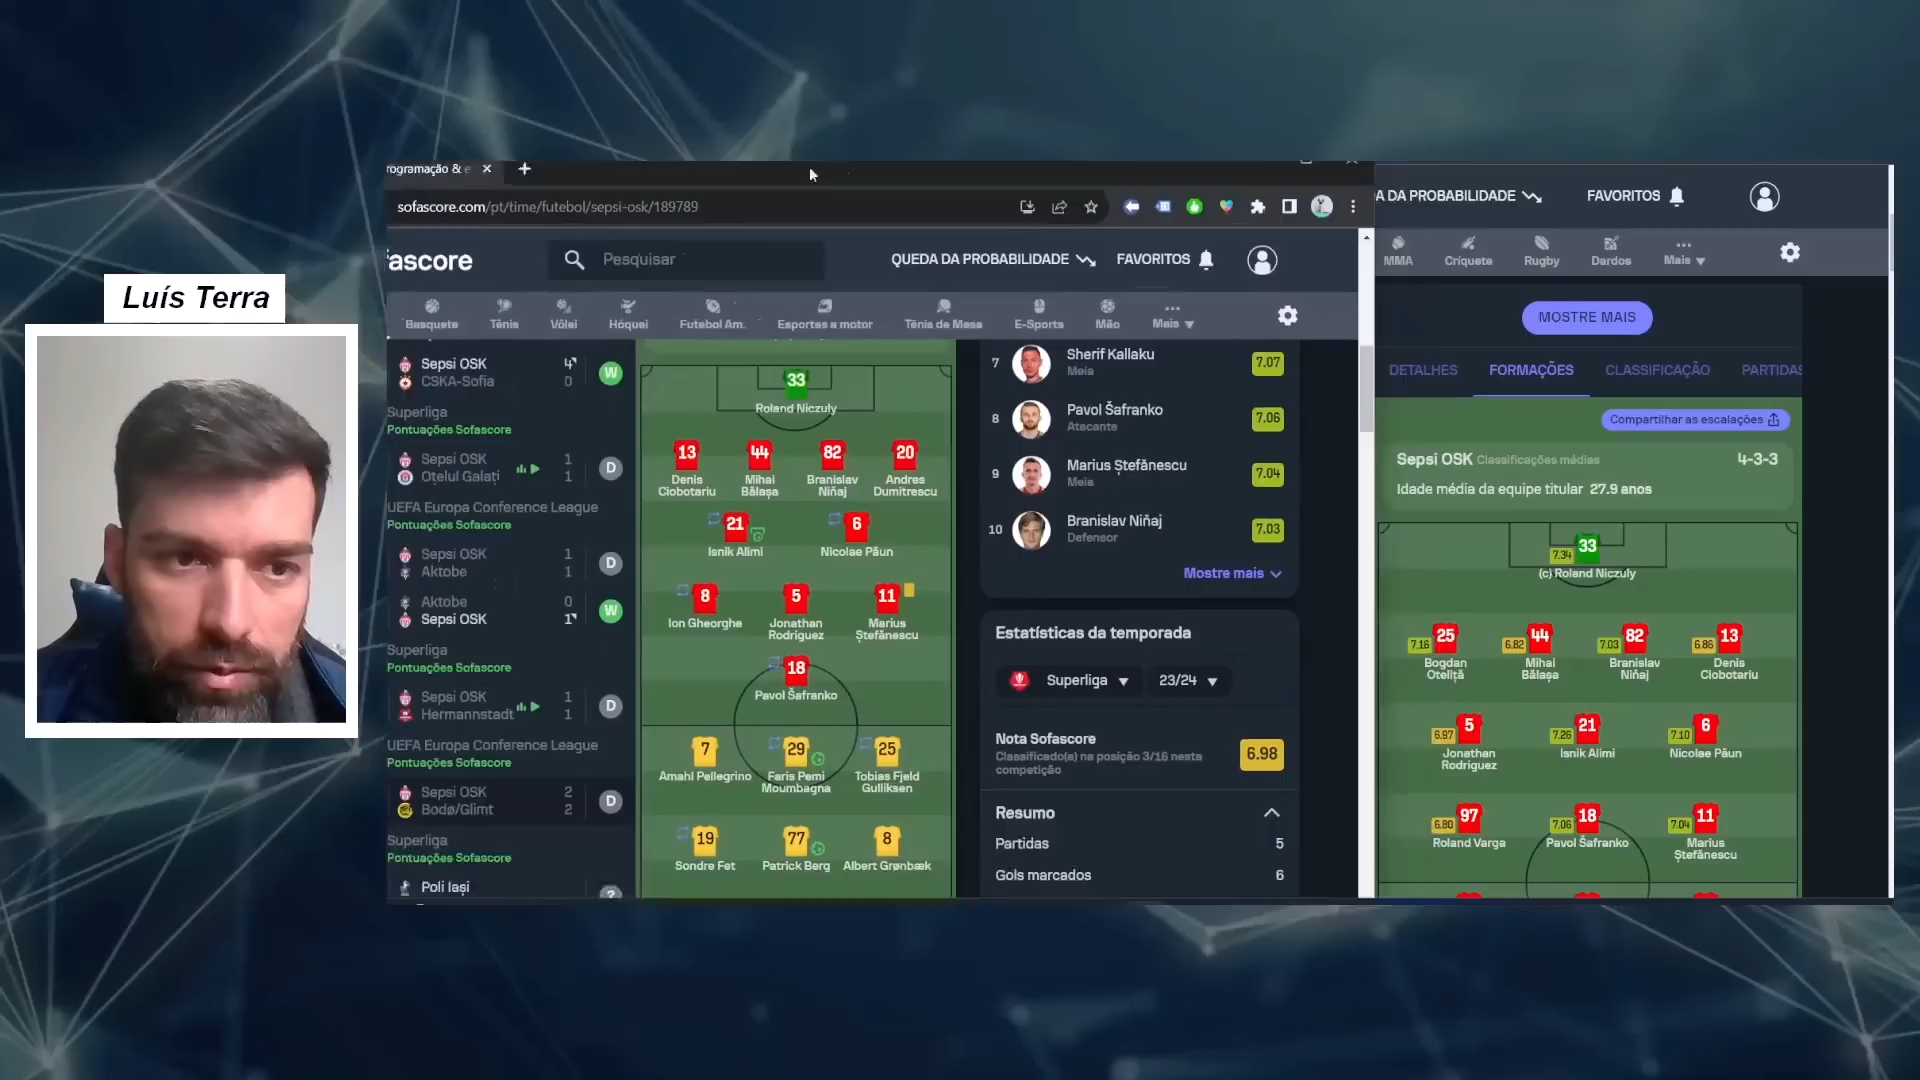 Luís Terra
rogramação & e
sofascore.com/pt/time/futebol/sepsi-osk/189789
fascore
Pesquisar
QUEDA DA PROBABILIDADE
FAVORITOS
Basquete
Tênis
Vôlei
Hóquei
Futebol Am.
Esportes a motor
Tênis de Mesa
E-Sports
Mão
Mais
Sepsi OSK 4
CSKA-Sofia 0
W
Superliga
Pontuações Sofascore
Sepsi OSK 1
Oțelul Galați 1
D
UEFA Europa Conference League
Pontuações Sofascore
Sepsi OSK 1
Aktobe 1
D
Aktobe 0
Sepsi OSK 1
W
Superliga
Pontuações Sofascore
Sepsi OSK 1
Hermannstadt 1
D
UEFA Europa Conference League
Pontuações Sofascore
Sepsi OSK 2
Bodø/Glimt 2
D
Superliga
Pontuações Sofascore
Poli Iași
?
33
Roland Niczuly
13 44 82 20
Denis Mihai Branislav Andres
Ciobotariu Bălașa Niňaj Dumitrescu
21 6
Isnik Alimi Nicolae Păun
8 5 11
Ion Gheorghe Jonathan Marius
Rodriguez Ștefănescu
18
Pavol Šafranko
7 29 25
Amahl Pellegrino Faris Pemi Tobias Fjeld
Moumbagna Gulliksen
19 77 8
Sondre Fet Patrick Berg Albert Grønbæk
7 Sherif Kallaku 7.07
Meia
8 Pavol Šafranko 7.06
Atacante
9 Marius Ștefănescu 7.04
Meia
10 Branislav Niňaj 7.03
Defensor
Mostre mais
Estatísticas da temporada
Superliga 23/24
Nota Sofascore
Classificado(s) na posição 3/16 nesta
competição
6.98
Resumo
Partidas 5
Gols marcados 6
A DA PROBABILIDADE
FAVORITOS
MMA
Críquete
Rugby
Dardos
Mais
MOSTRE MAIS
DETALHES FORMAÇÕES CLASSIFICAÇÃO PARTIDAS
Compartilhar as escalações
Sepsi OSK Classificações médias 4-3-3
Idade média da equipe titular 27.9 anos
7.34 33
(c) Roland Niczuly
7.16 25 6.82 44 7.03 82 6.86 13
Bogdan Mihai Branislav Denis
Oteliță Bălașa Niňaj Ciobotariu
6.97 5 7.26 21 7.10 6
Jonathan Isnik Alimi Nicolae Păun
Rodriguez
6.80 97 7.06 18 7.04 11
Roland Varga Pavol Šafranko Marius
Ștefănescu